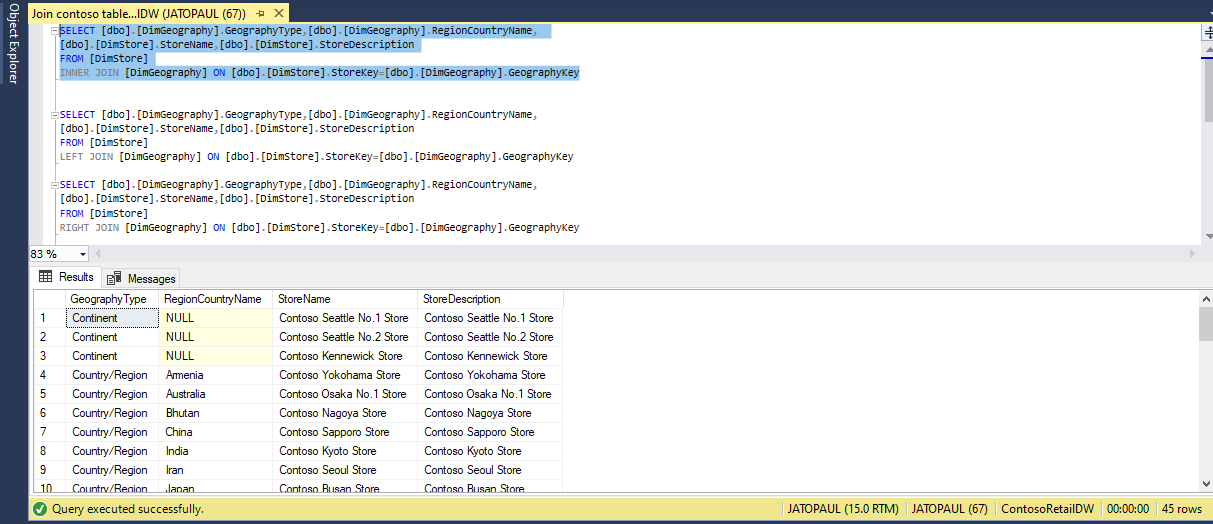 Object Explorer
Join contoso table...IDW (JATOPAUL (67))
SELECT [dbo].[DimGeography].GeographyType,[dbo].[DimGeography].RegionCountryName,
[dbo].[DimStore].StoreName,[dbo].[DimStore].StoreDescription
FROM [DimStore]
INNER JOIN [DimGeography] ON [dbo].[DimStore].StoreKey=[dbo].[DimGeography].GeographyKey
SELECT [dbo].[DimGeography].GeographyType,[dbo].[DimGeography].RegionCountryName,
[dbo].[DimStore].StoreName,[dbo].[DimStore].StoreDescription
FROM [DimStore]
LEFT JOIN [DimGeography] ON [dbo].[DimStore].StoreKey=[dbo].[DimGeography].GeographyKey
SELECT [dbo].[DimGeography].GeographyType,[dbo].[DimGeography].RegionCountryName,
[dbo].[DimStore].StoreName,[dbo].[DimStore].StoreDescription
FROM [DimStore]
RIGHT JOIN [DimGeography] ON [dbo].[DimStore].StoreKey=[dbo].[DimGeography].GeographyKey
83 %
Results Messages
GeographyType RegionCountryName StoreName StoreDescription
1 Continent NULL Contoso Seattle No.1 Store Contoso Seattle No.1 Store
2 Continent NULL Contoso Seattle No.2 Store Contoso Seattle No.2 Store
3 Continent NULL Contoso Kennewick Store Contoso Kennewick Store
4 Country/Region Armenia Contoso Yokohama Store Contoso Yokohama Store
5 Country/Region Australia Contoso Osaka No.1 Store Contoso Osaka No.1 Store
6 Country/Region Bhutan Contoso Nagoya Store Contoso Nagoya Store
7 Country/Region China Contoso Sapporo Store Contoso Sapporo Store
8 Country/Region India Contoso Kyoto Store Contoso Kyoto Store
9 Country/Region Iran Contoso Seoul Store Contoso Seoul Store
10 Country/Region Japan Contoso Busan Store Contoso Busan Store
Query executed successfully. JATOPAUL (15.0 RTM) JATOPAUL (67) ContosoRetailDW 00:00:00 45 rows